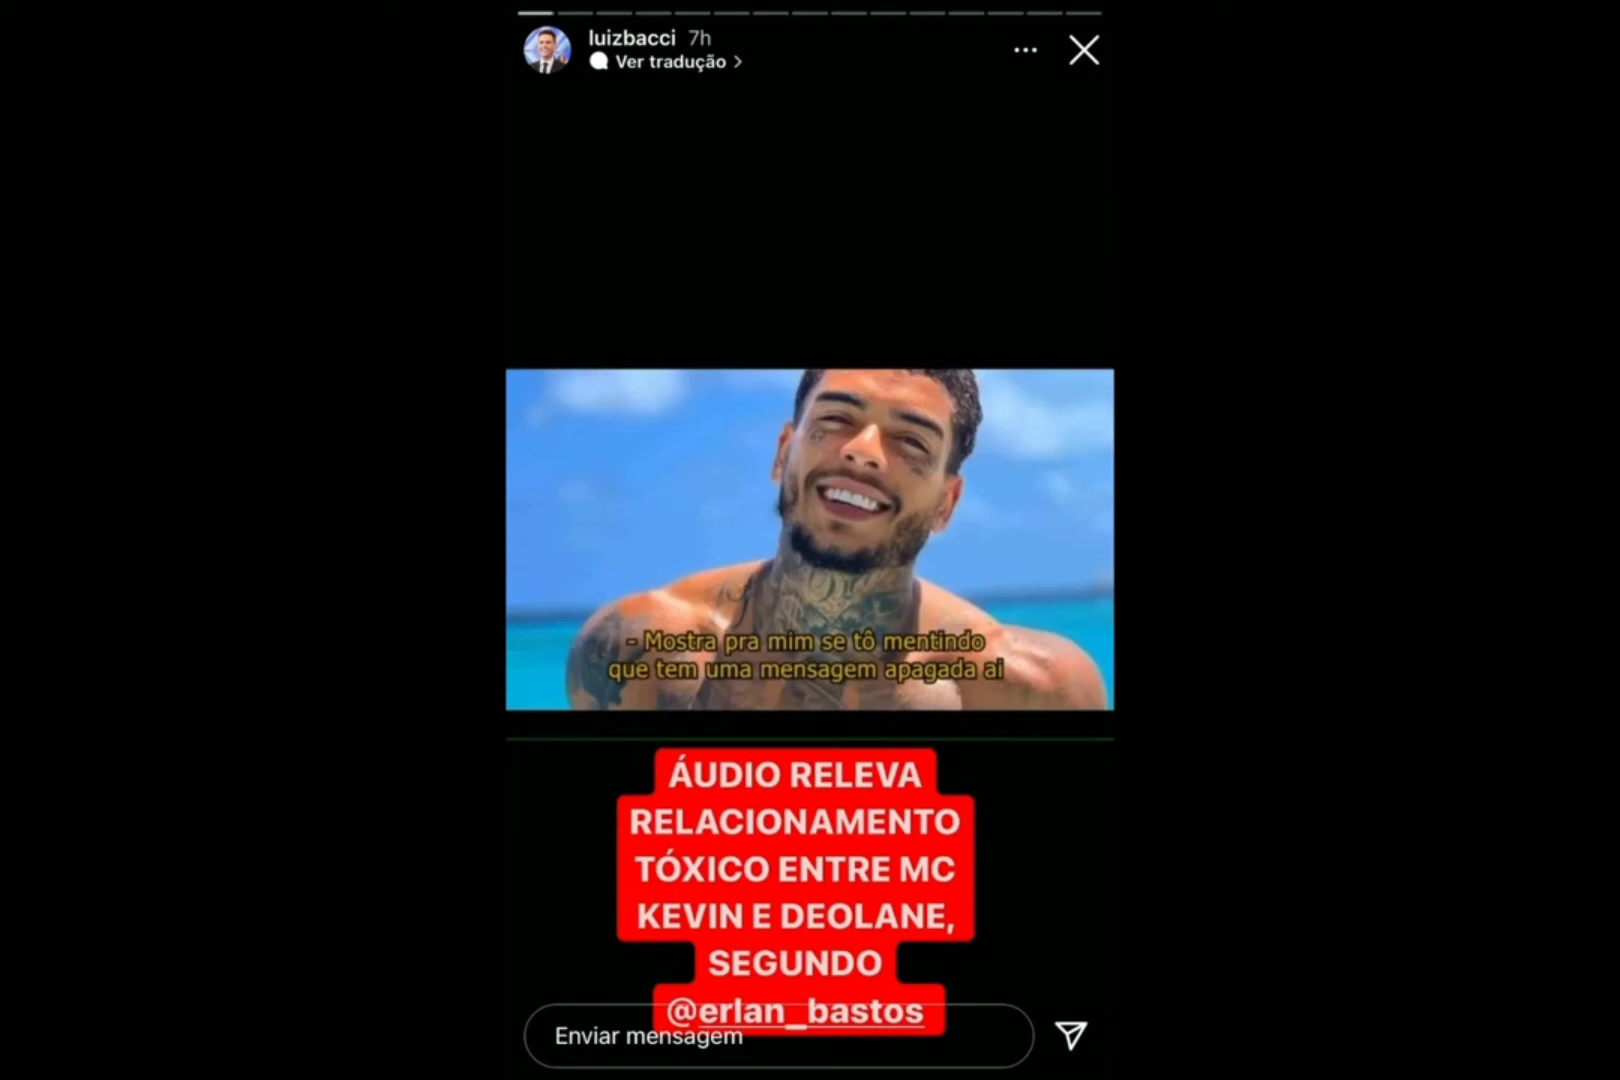 luizbacci 7h
Ver tradução
- Mostra pra mim se tô mentindo
que tem uma mensagem apagada ai
ÁUDIO RELEVA
RELACIONAMENTO
TÓXICO ENTRE MC
KEVIN E DEOLANE,
SEGUNDO
@erlan_bastos
Enviar mensagem